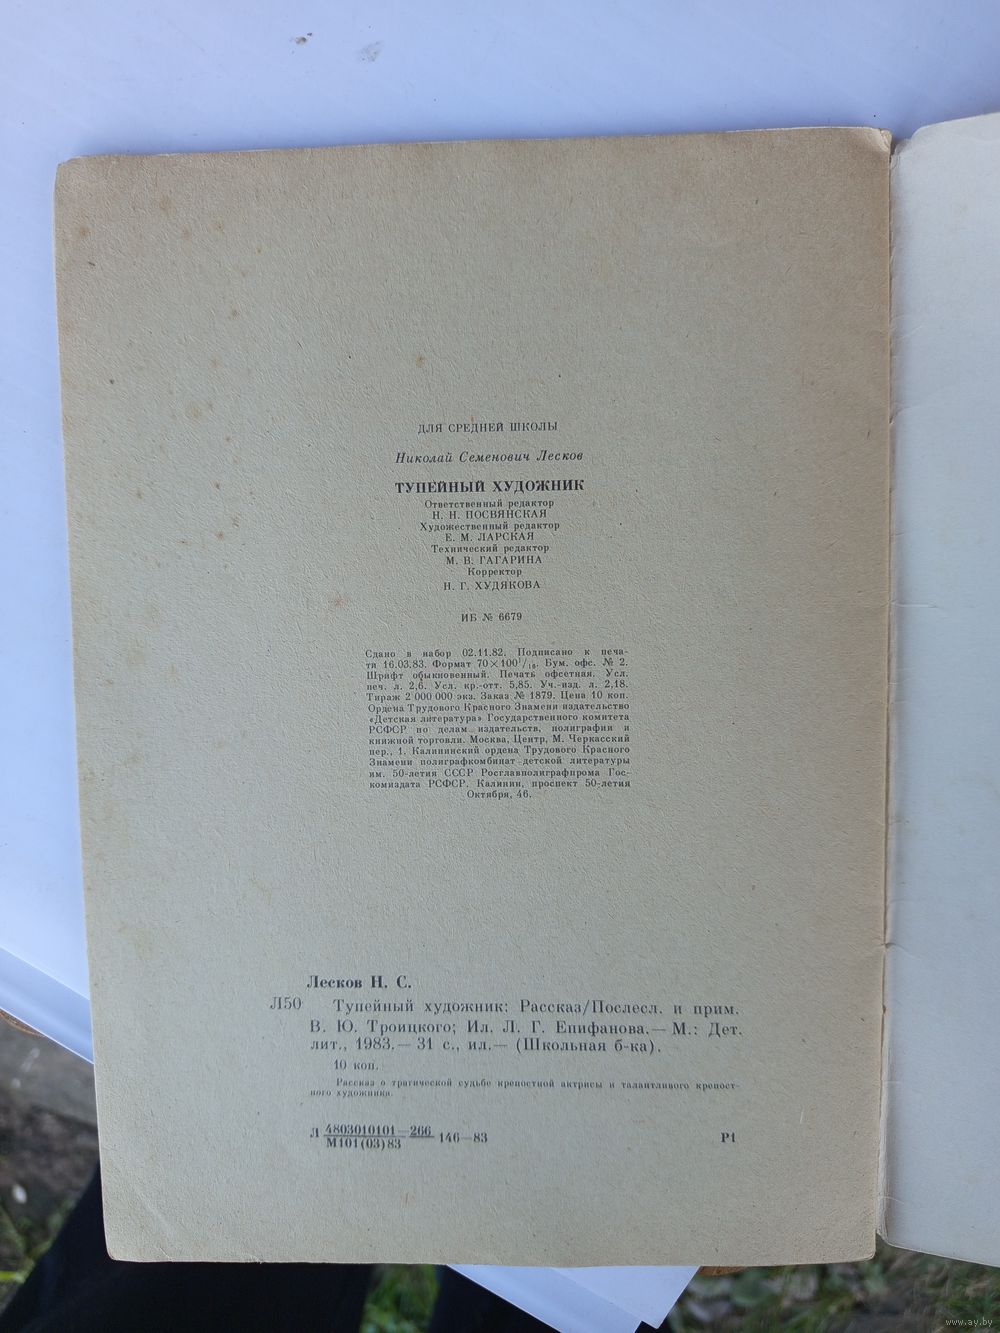 ДЛЯ СРЕДНЕЙ ШКОЛЫ
Николай Семенович Лесков
ТУПЕЙНЫЙ ХУДОЖНИК
Ответственный редактор
Н. Н. ПОСВЯНСКАЯ
Художественный редактор
Е. М. ЛАРСКАЯ
Технический редактор
М. В. ГАГАРИНА
Корректор
Н. Г. ХУДЯКОВА
ИБ № 6679
Сдано в набор 02.11.82. Подписано к печа-
ти 16.03.83. Формат 70×100¹/₁₆. Бум. офс. № 2.
Шрифт обыкновенный. Печать офсетная. Усл.
печ. л. 2,6. Усл. кр.-отт. 5,85. Уч.-изд. л. 2,18.
Тираж 2 000 000 экз. Заказ № 1879. Цена 10 коп.
Ордена Трудового Красного Знамени издательство
«Детская литература» Государственного комитета
РСФСР по делам издательств, полиграфии и
книжной торговли. Москва, Центр, М. Черкасский
пер., 1. Калининский ордена Трудового Красного
Знамени полиграфкомбинат детской литературы
им. 50-летия СССР Росглавполиграфпрома Гос-
комиздата РСФСР. Калинин, проспект 50-летия
Октября, 46.
Лесков Н. С.
Л50 Тупейный художник: Рассказ/Послесл. и прим.
В. Ю. Троицкого; Ил. Л. Г. Епифанова.— М.: Дет.
лит., 1983.— 31 с., ил.— (Школьная б-ка).
10 коп.
Рассказ о трагической судьбе крепостной актрисы и талантливого крепост-
ного художника.
Л 4803010101—266 146—83 Р1
М101(03)83
www.ay.by